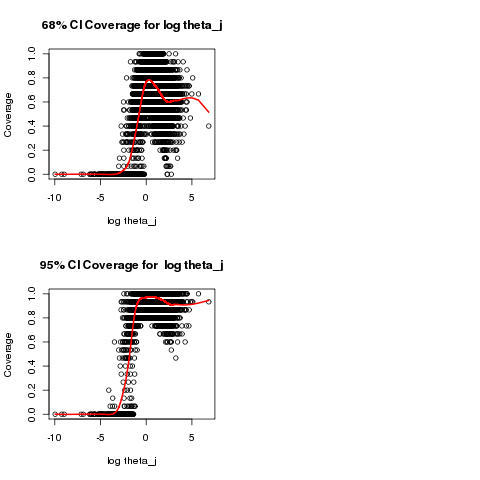 68% CI Coverage for log theta_j
Coverage
0.0 0.2 0.4 0.6 0.8 1.0
-10 -5 0 5
log theta_j
95% CI Coverage for log theta_j
Coverage
0.0 0.2 0.4 0.6 0.8 1.0
-10 -5 0 5
log theta_j